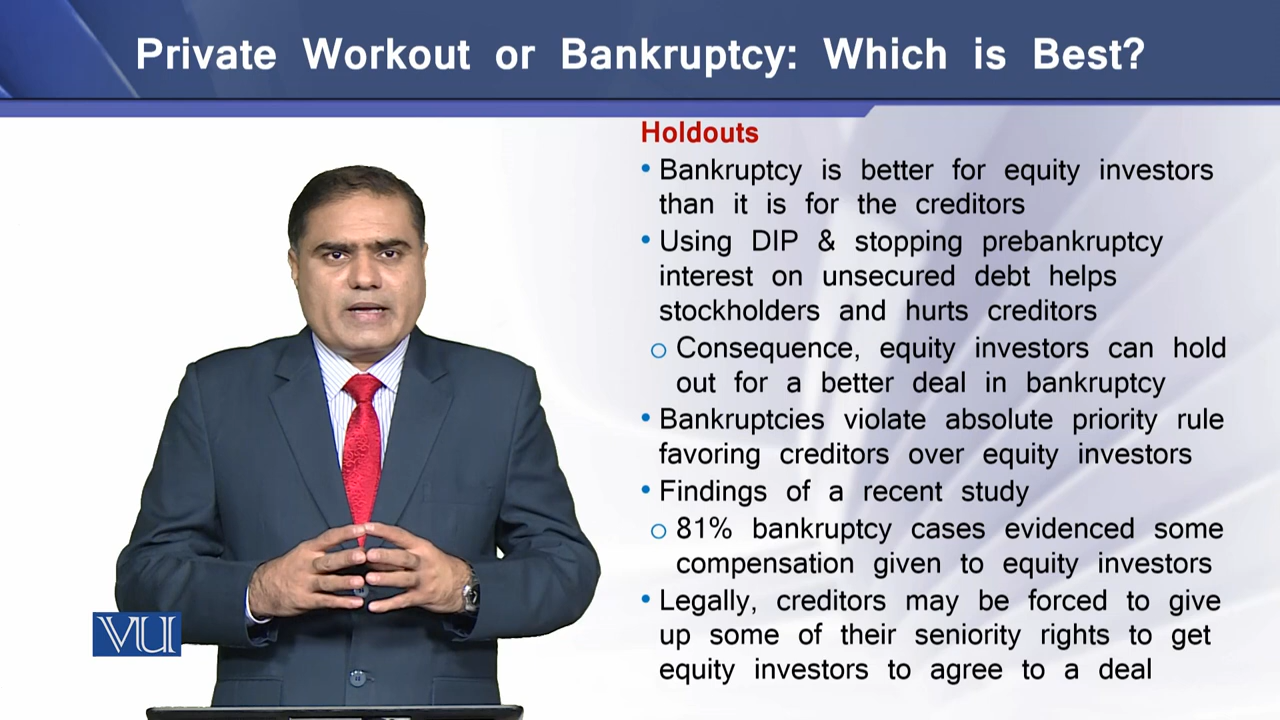 Private Workout or Bankruptcy: Which is Best?
Holdouts
• Bankruptcy is better for equity investors
than it is for the creditors
• Using DIP & stopping prebankruptcy
interest on unsecured debt helps
stockholders and hurts creditors
o Consequence, equity investors can hold
out for a better deal in bankruptcy
• Bankruptcies violate absolute priority rule
favoring creditors over equity investors
• Findings of a recent study
o 81% bankruptcy cases evidenced some
compensation given to equity investors
• Legally, creditors may be forced to give
up some of their seniority rights to get
equity investors to agree to a deal
VU